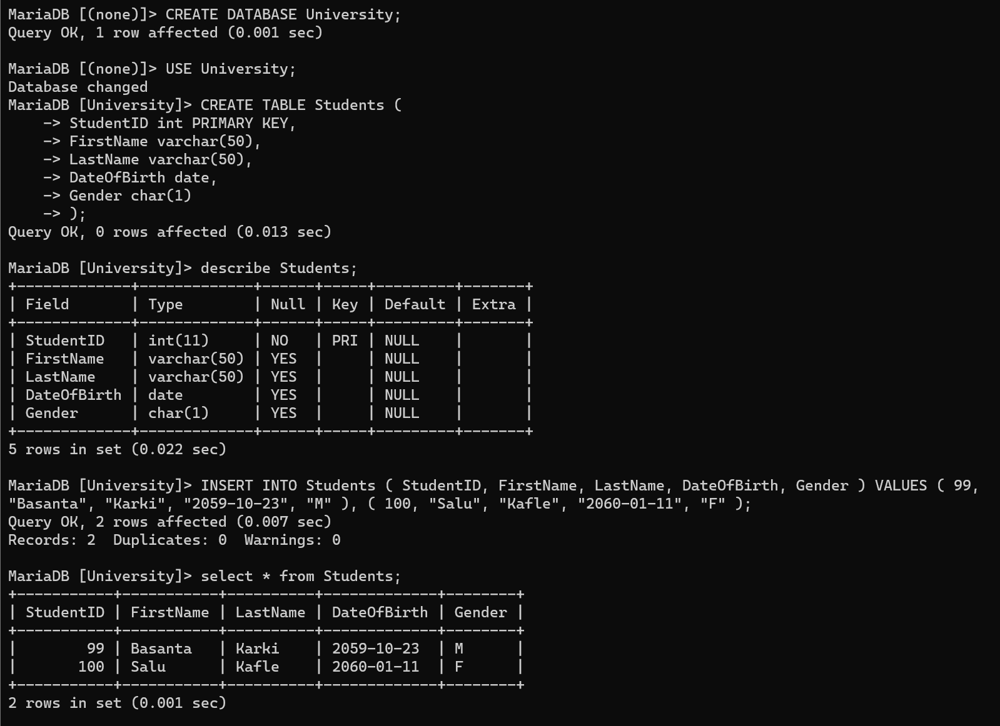 MariaDB [(none)]> CREATE DATABASE University;
Query OK, 1 row affected (0.001 sec)

MariaDB [(none)]> USE University;
Database changed
MariaDB [University]> CREATE TABLE Students (
    -> StudentID int PRIMARY KEY,
    -> FirstName varchar(50),
    -> LastName varchar(50),
    -> DateOfBirth date,
    -> Gender char(1)
    -> );
Query OK, 0 rows affected (0.013 sec)

MariaDB [University]> describe Students;
+-------------+-------------+------+-----+---------+-------+
| Field       | Type        | Null | Key | Default | Extra |
+-------------+-------------+------+-----+---------+-------+
| StudentID   | int(11)     | NO   | PRI | NULL    |       |
| FirstName   | varchar(50) | YES  |     | NULL    |       |
| LastName    | varchar(50) | YES  |     | NULL    |       |
| DateOfBirth | date        | YES  |     | NULL    |       |
| Gender      | char(1)     | YES  |     | NULL    |       |
+-------------+-------------+------+-----+---------+-------+
5 rows in set (0.022 sec)

MariaDB [University]> INSERT INTO Students ( StudentID, FirstName, LastName, DateOfBirth, Gender ) VALUES ( 99,
"Basanta", "Karki", "2059-10-23", "M" ), ( 100, "Salu", "Kafle", "2060-01-11", "F" );
Query OK, 2 rows affected (0.007 sec)
Records: 2  Duplicates: 0  Warnings: 0

MariaDB [University]> select * from Students;
+-----------+-----------+----------+-------------+--------+
| StudentID | FirstName | LastName | DateOfBirth | Gender |
+-----------+-----------+----------+-------------+--------+
|        99 | Basanta   | Karki    | 2059-10-23  | M      |
|       100 | Salu      | Kafle    | 2060-01-11  | F      |
+-----------+-----------+----------+-------------+--------+
2 rows in set (0.001 sec)